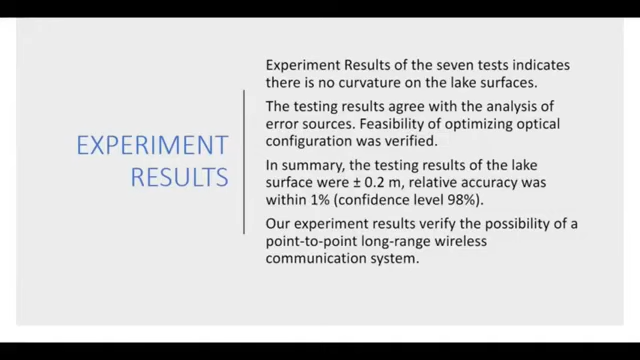 EXPERIMENT
RESULTS
Experiment Results of the seven tests indicates
there is no curvature on the lake surfaces.
The testing results agree with the analysis of
error sources. Feasibility of optimizing optical
configuration was verified.
In summary, the testing results of the lake
surface were ± 0.2 m, relative accuracy was
within 1% (confidence level 98%).
Our experiment results verify the possibility of a
point-to-point long-range wireless
communication system.